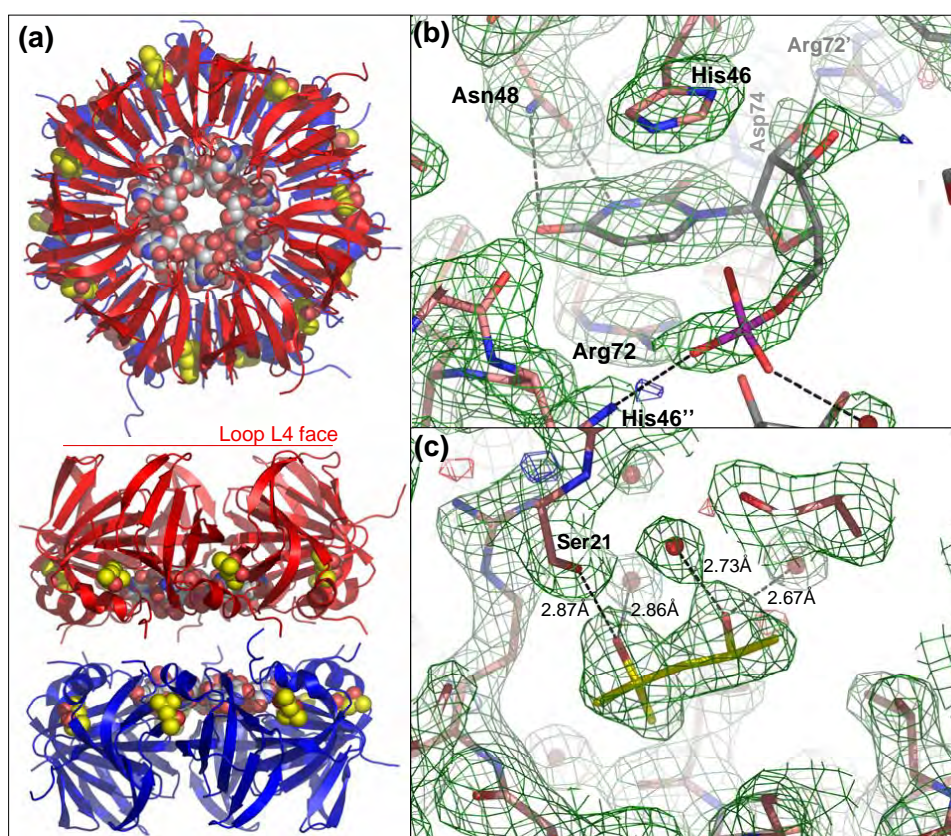 (a)
Loop L4 face
(b)
Asn48
His46
Asp74
Arg72’
Arg72
His46’’
(c)
Ser21
2.87Å
2.86Å
2.73Å
2.67Å